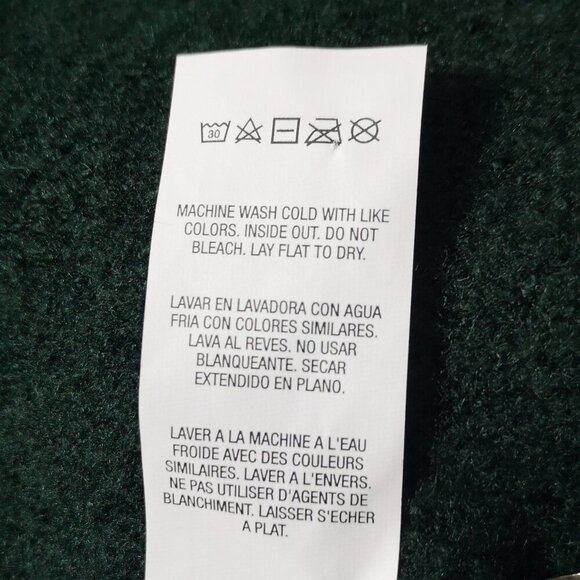 30
MACHINE WASH COLD WITH LIKE
COLORS. INSIDE OUT. DO NOT
BLEACH. LAY FLAT TO DRY.
LAVAR EN LAVADORA CON AGUA
FRIA CON COLORES SIMILARES.
LAVA AL REVES. NO USAR
BLANQUEANTE. SECAR
EXTENDIDO EN PLANO.
LAVER A LA MACHINE A L'EAU
FROIDE AVEC DES COULEURS
SIMILAIRES. LAVER A L'ENVERS.
NE PAS UTILISER D'AGENTS DE
BLANCHIMENT. LAISSER S'ECHER
A PLAT.